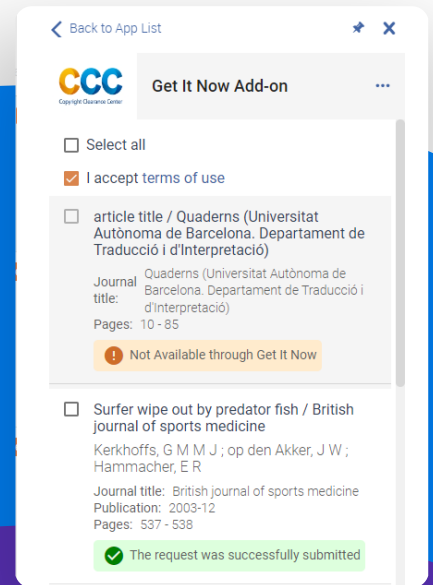 Back to App List
CCC
Copyright Clearance Center
Get It Now Add-on
Select all
I accept terms of use
article title / Quaderns (Universitat
Autònoma de Barcelona. Departament de
Traducció i d'Interpretació)
Journal title: Quaderns (Universitat Autònoma de
Barcelona. Departament de Traducció i
d'Interpretació)
Pages: 10 - 85
Not Available through Get It Now
Surfer wipe out by predator fish / British
journal of sports medicine
Kerkhoffs, G M M J ; op den Akker, J W ;
Hammacher, E R
Journal title: British journal of sports medicine
Publication: 2003-12
Pages: 537 - 538
The request was successfully submitted